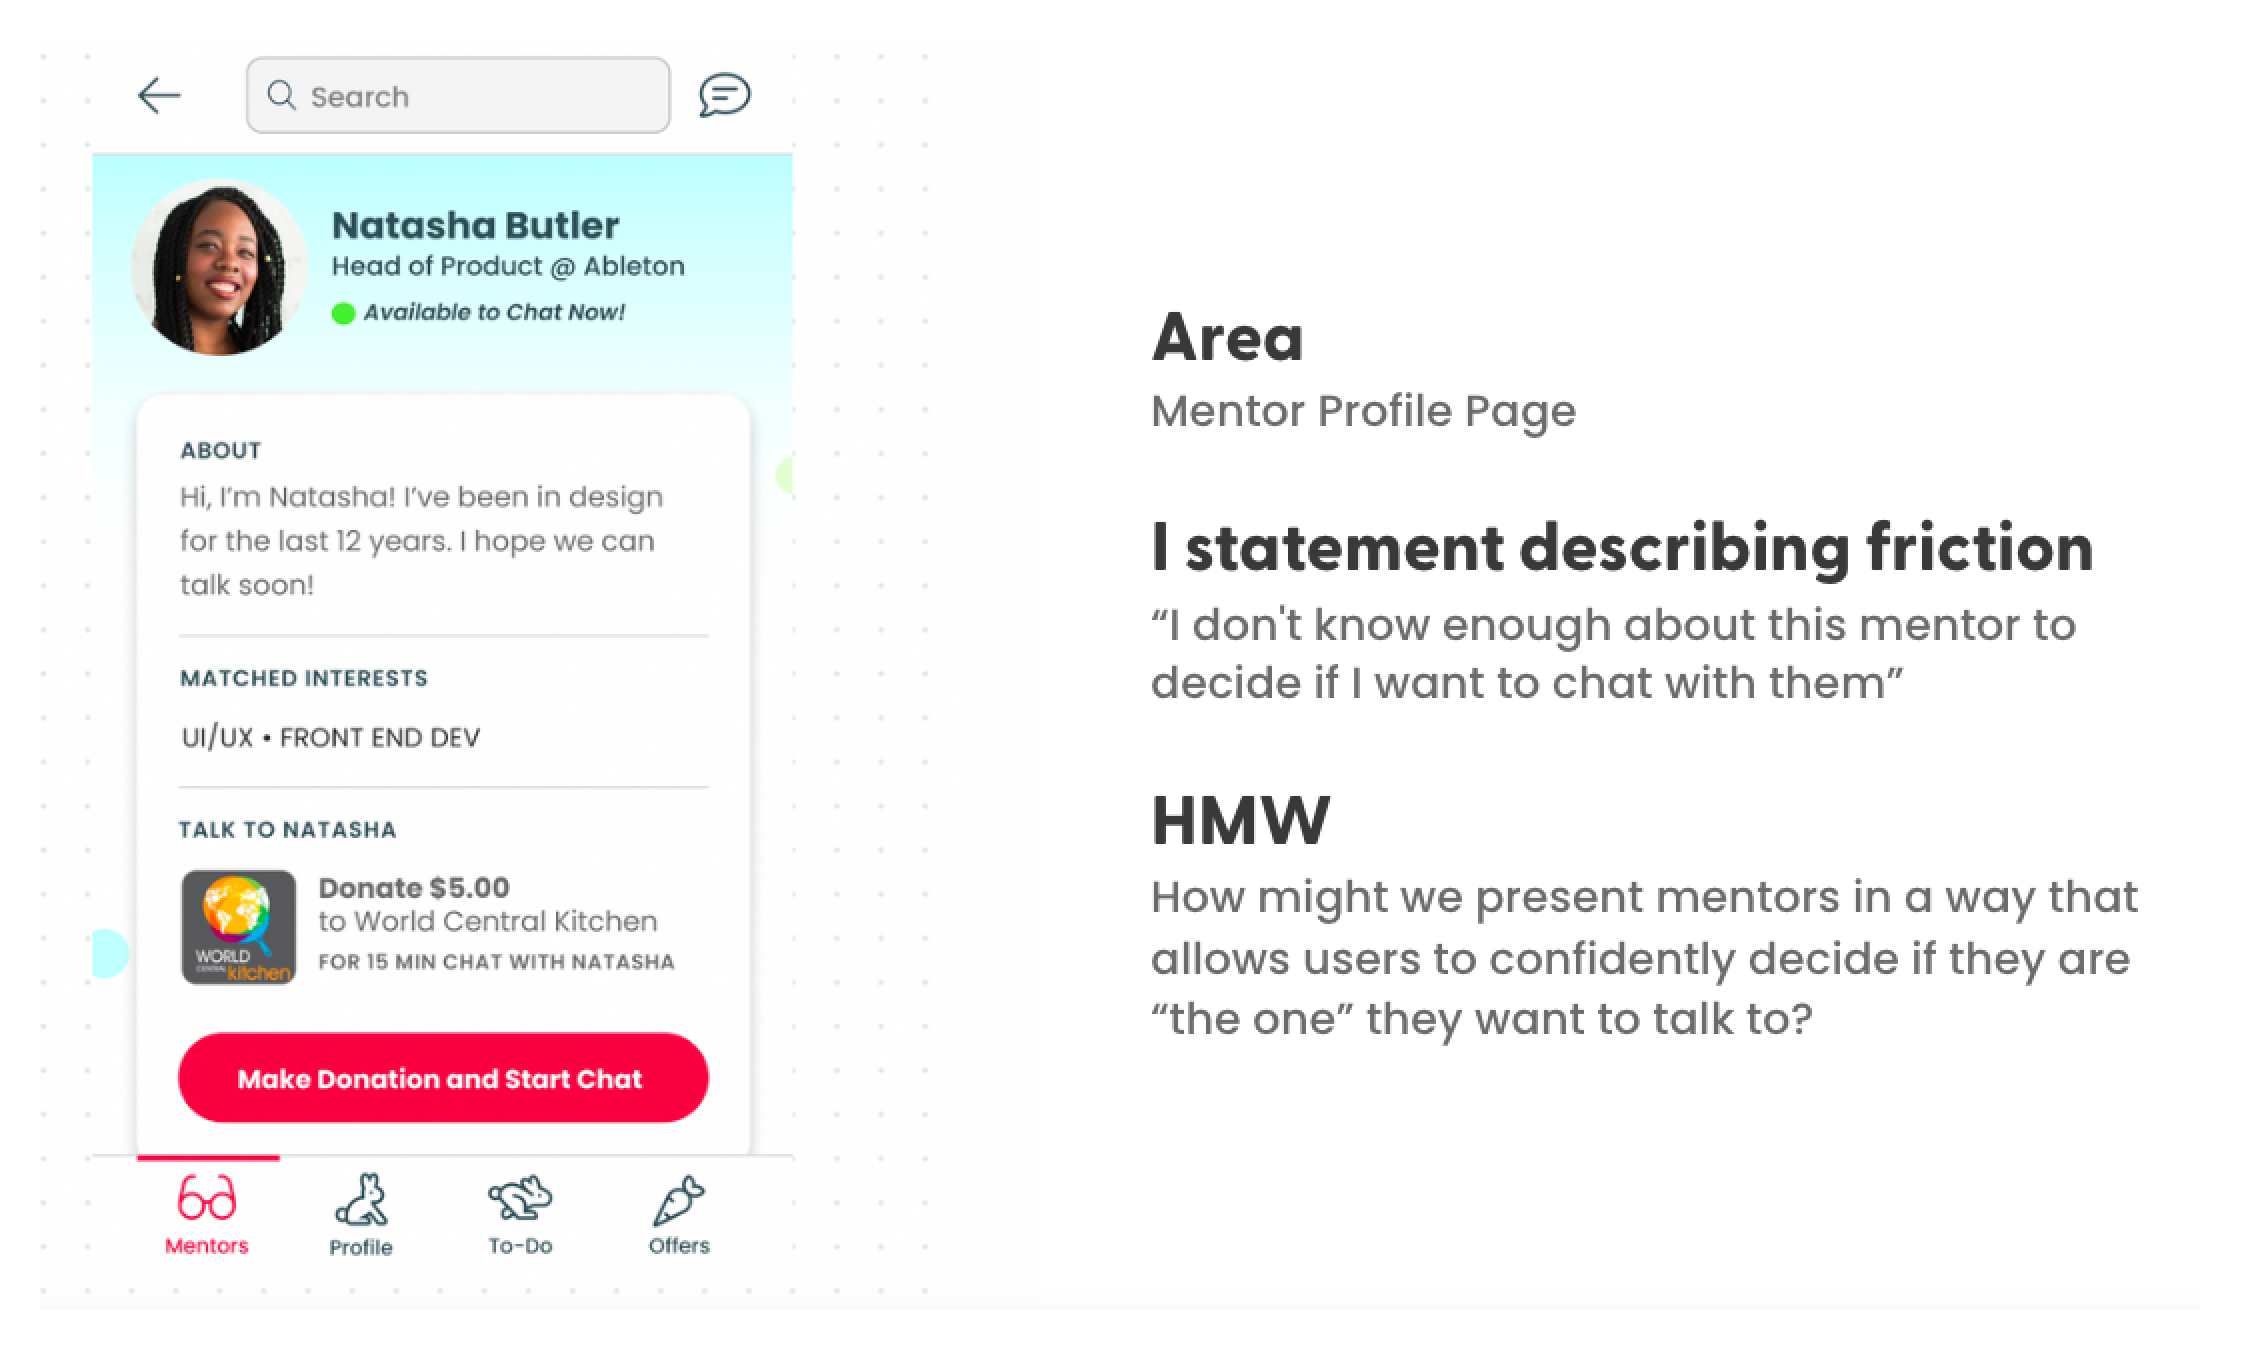 Search
Natasha Butler
Head of Product @ Ableton
Available to Chat Now!
ABOUT
Hi, I'm Natasha! I've been in design
for the last 12 years. I hope we can
talk soon!
MATCHED INTERESTS
UI/UX • FRONT END DEV
TALK TO NATASHA
WORLD
CENTRAL kitchen
Donate $5.00
to World Central Kitchen
FOR 15 MIN CHAT WITH NATASHA
Make Donation and Start Chat
Mentors
Profile
To-Do
Offers
Area
Mentor Profile Page
I statement describing friction
“I don't know enough about this mentor to
decide if I want to chat with them”
HMW
How might we present mentors in a way that
allows users to confidently decide if they are
“the one” they want to talk to?